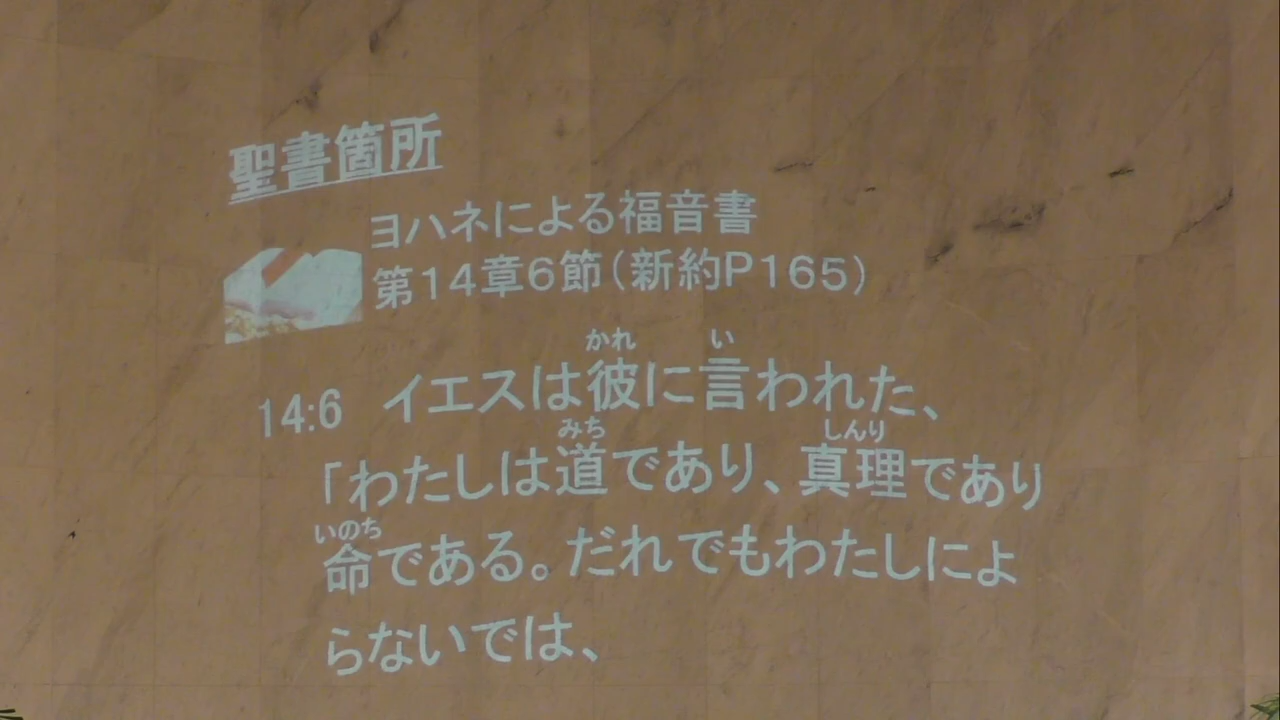 聖書箇所
ヨハネによる福音書
第14章6節(新約P165)
かれ い
14:6 イエスは彼に言われた、
みち しんり
「わたしは道であり、真理であり
いのち
命である。だれでもわたしによ
らないでは、